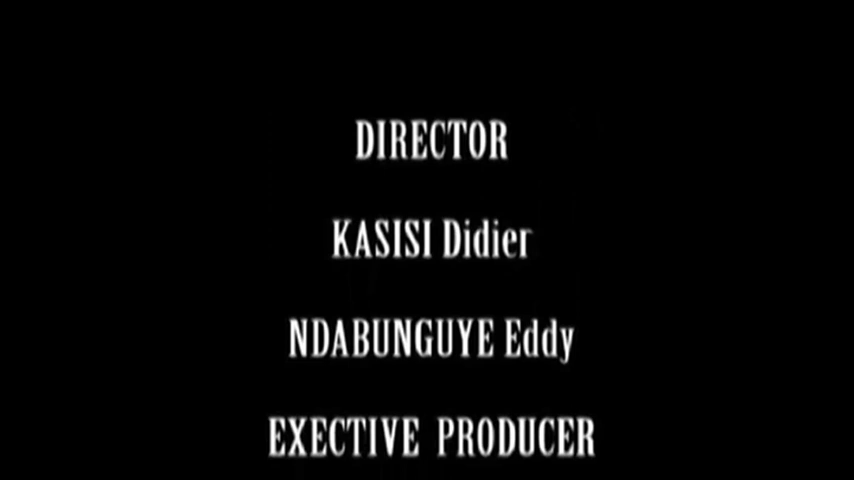 DIRECTOR
KASISI Didier
NDABUNGUYE Eddy
EXECTIVE PRODUCER